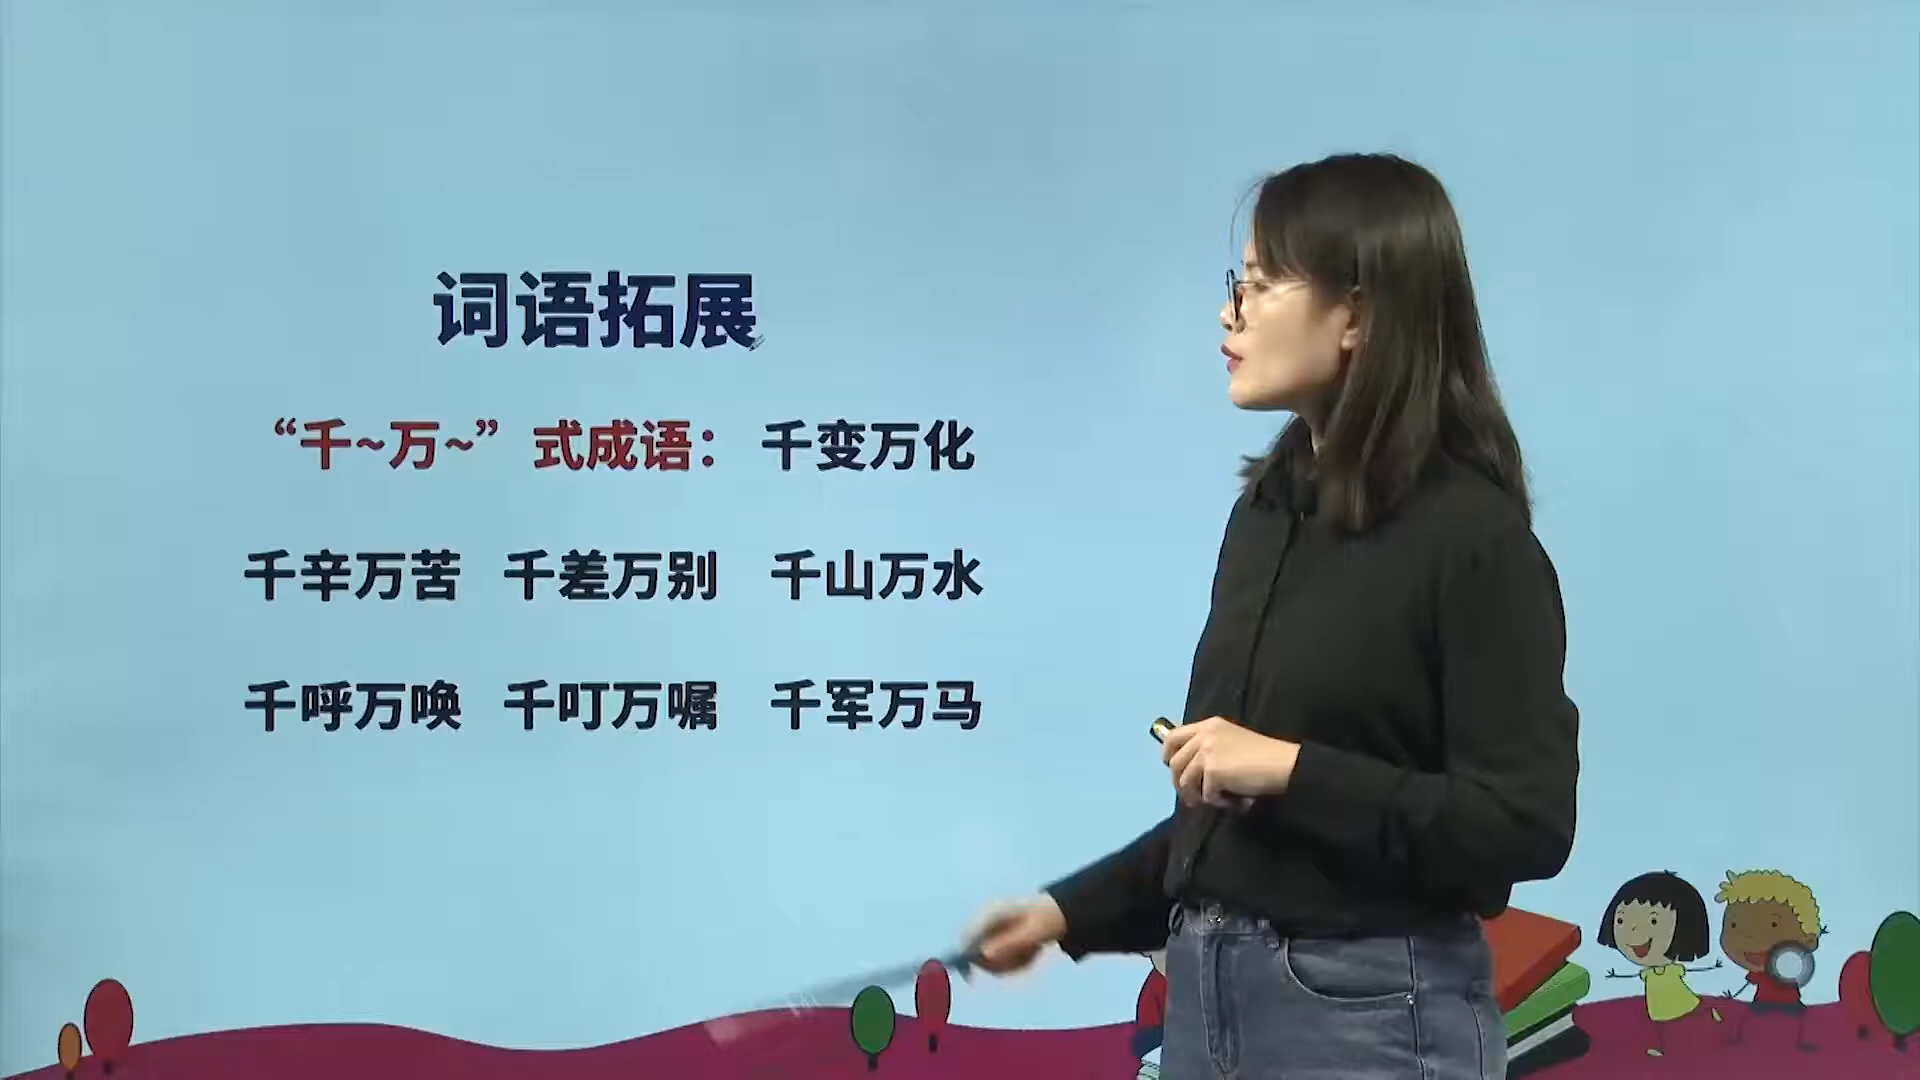 词语拓展
“千~万~”式成语：千变万化
千辛万苦 千差万别 千山万水
千呼万唤 千叮万嘱 千军万马